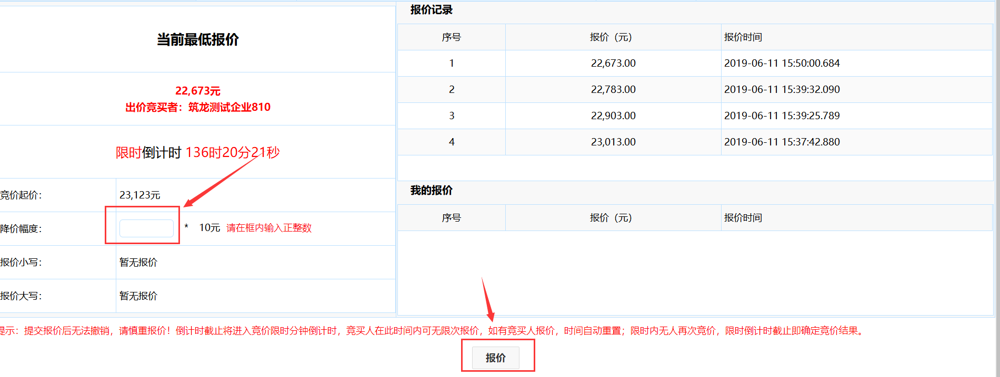 当前最低报价
22,673元
出价竞买者：筑龙测试企业810
限时倒计时 136时20分21秒
竞价起价： 23,123元
降价幅度： * 10元 请在框内输入正整数
报价小写： 暂无报价
报价大写： 暂无报价
报价记录
序号 报价（元） 报价时间
1 22,673.00 2019-06-11 15:50:00.684
2 22,783.00 2019-06-11 15:39:32.090
3 22,903.00 2019-06-11 15:39:25.789
4 23,013.00 2019-06-11 15:37:42.880
我的报价
序号 报价（元） 报价时间
提示：提交报价后无法撤销，请慎重报价！倒计时截止将进入竞价限时分钟倒计时，竞买人在此时间内可无限次报价，如有竞买人报价，时间自动重置；限时内无人再次竞价，限时倒计时截止即确定竞价结果。
报价